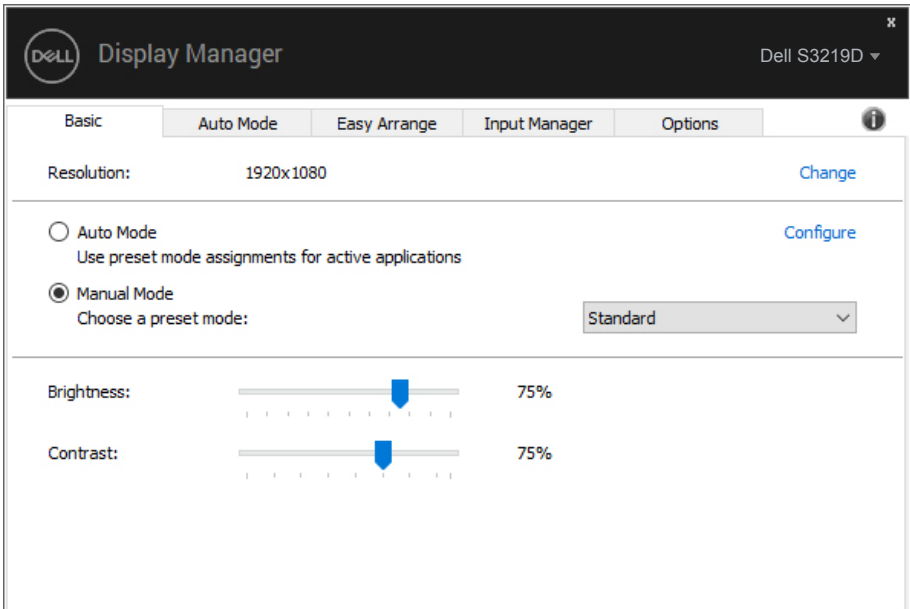 x
DELL Display Manager Dell S3219D
Basic Auto Mode Easy Arrange Input Manager Options i
Resolution: 1920x1080 Change
Auto Mode Configure
Use preset mode assignments for active applications
Manual Mode
Choose a preset mode: Standard
Brightness: 75%
Contrast: 75%